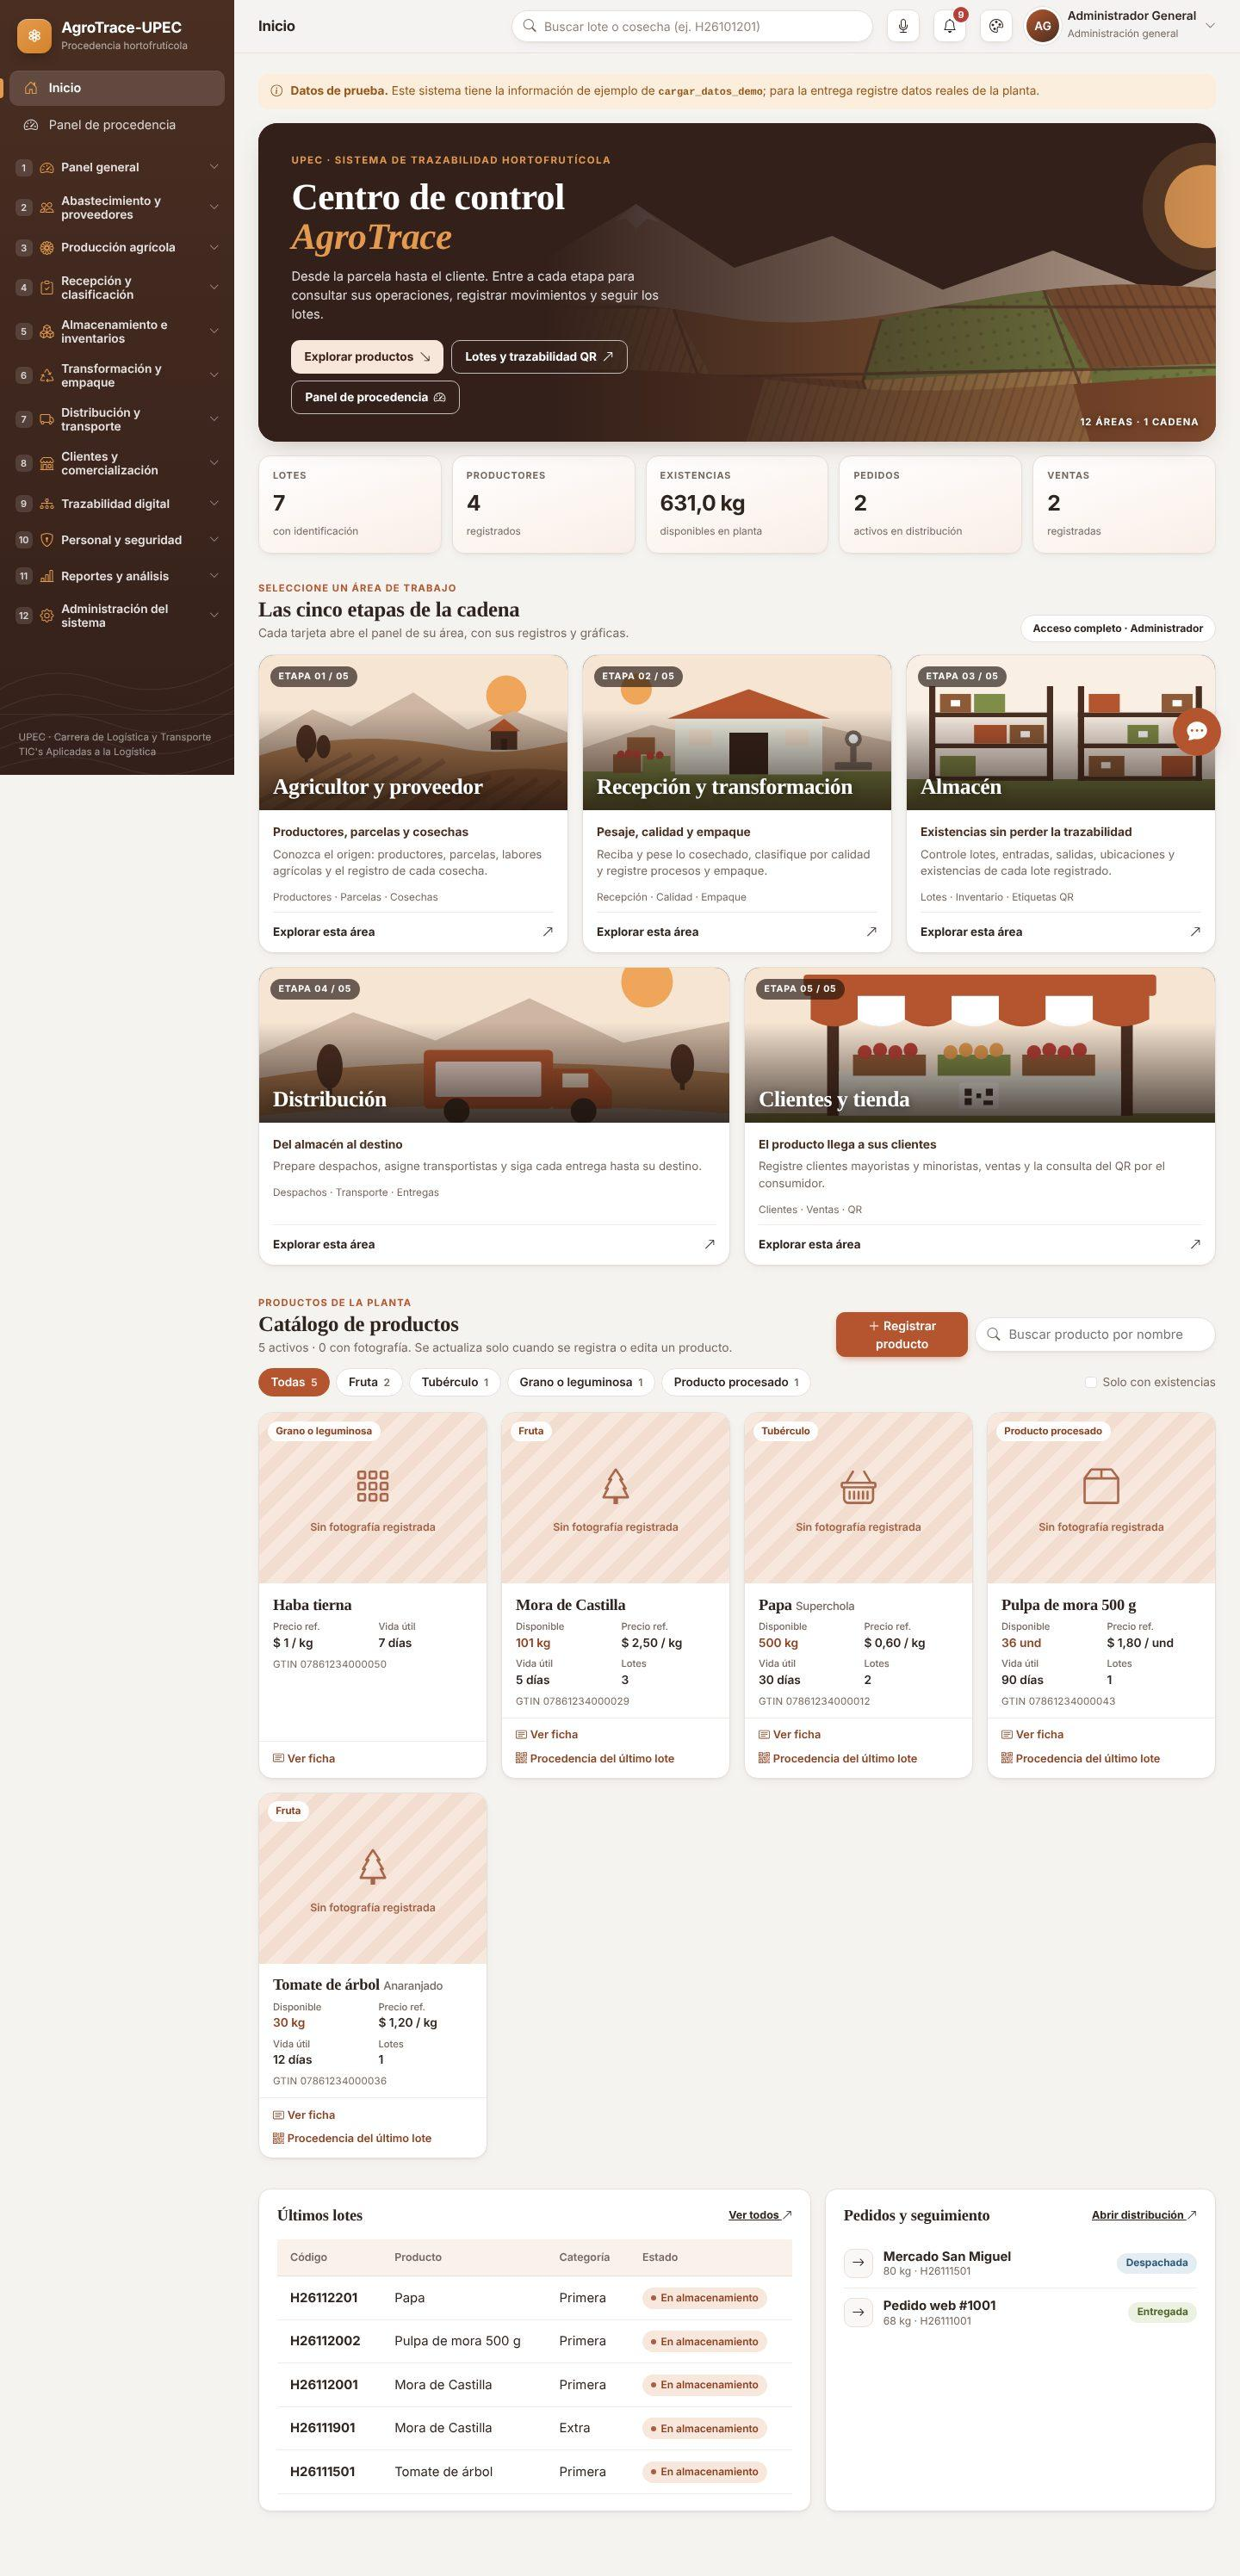 AgroTrace-UPEC
Procedencia hortofrutícola
Inicio
Panel de procedencia
1 Panel general
2 Abastecimiento y
proveedores
3 Producción agrícola
4 Recepción y
clasificación
5 Almacenamiento e
inventarios
6 Transformación y
empaque
7 Distribución y
transporte
8 Clientes y
comercialización
9 Trazabilidad digital
10 Personal y seguridad
11 Reportes y análisis
12 Administración del
sistema
UPEC · Carrera de Logística y Transporte
TIC's Aplicadas a la Logística
Inicio
Buscar lote o cosecha (ej. H26101201)
9
AG
Administrador General
Administración general
Datos de prueba. Este sistema tiene la información de ejemplo de cargar_datos_demo; para la entrega registre datos reales de la planta.
UPEC · SISTEMA DE TRAZABILIDAD HORTOFRUTÍCOLA
Centro de control
AgroTrace
Desde la parcela hasta el cliente. Entre a cada etapa para
consultar sus operaciones, registrar movimientos y seguir los
lotes.
Explorar productos
Lotes y trazabilidad QR
Panel de procedencia
12 ÁREAS · 1 CADENA
LOTES
7
con identificación
PRODUCTORES
4
registrados
EXISTENCIAS
631,0 kg
disponibles en planta
PEDIDOS
2
activos en distribución
VENTAS
2
registradas
SELECCIONE UN ÁREA DE TRABAJO
Las cinco etapas de la cadena
Cada tarjeta abre el panel de su área, con sus registros y gráficas.
Acceso completo · Administrador
ETAPA 01 / 05
Agricultor y proveedor
Productores, parcelas y cosechas
Conozca el origen: productores, parcelas, labores
agrícolas y el registro de cada cosecha.
Productores · Parcelas · Cosechas
Explorar esta área
ETAPA 02 / 05
Recepción y transformación
Pesaje, calidad y empaque
Reciba y pese lo cosechado, clasifique por calidad
y registre procesos y empaque.
Recepción · Calidad · Empaque
Explorar esta área
ETAPA 03 / 05
Almacén
Existencias sin perder la trazabilidad
Controle lotes, entradas, salidas, ubicaciones y
existencias de cada lote registrado.
Lotes · Inventario · Etiquetas QR
Explorar esta área
ETAPA 04 / 05
Distribución
Del almacén al destino
Prepare despachos, asigne transportistas y siga cada entrega hasta su destino.
Despachos · Transporte · Entregas
Explorar esta área
ETAPA 05 / 05
Clientes y tienda
El producto llega a sus clientes
Registre clientes mayoristas y minoristas, ventas y la consulta del QR por el
consumidor.
Clientes · Ventas · QR
Explorar esta área
PRODUCTOS DE LA PLANTA
Catálogo de productos
5 activos · 0 con fotografía. Se actualiza solo cuando se registra o edita un producto.
+ Registrar
producto
Buscar producto por nombre
Todas 5
Fruta 2
Tubérculo 1
Grano o leguminosa 1
Producto procesado 1
Solo con existencias
Grano o leguminosa
Sin fotografía registrada
Haba tierna
Precio ref. Vida útil
$ 1 / kg 7 días
GTIN 07861234000050
Ver ficha
Fruta
Sin fotografía registrada
Mora de Castilla
Disponible Precio ref.
101 kg $ 2,50 / kg
Vida útil Lotes
5 días 3
GTIN 07861234000029
Ver ficha
Procedencia del último lote
Tubérculo
Sin fotografía registrada
Papa Superchola
Disponible Precio ref.
500 kg $ 0,60 / kg
Vida útil Lotes
30 días 2
GTIN 07861234000012
Ver ficha
Procedencia del último lote
Producto procesado
Sin fotografía registrada
Pulpa de mora 500 g
Disponible Precio ref.
36 und $ 1,80 / und
Vida útil Lotes
90 días 1
GTIN 07861234000043
Ver ficha
Procedencia del último lote
Fruta
Sin fotografía registrada
Tomate de árbol Anaranjado
Disponible Precio ref.
30 kg $ 1,20 / kg
Vida útil Lotes
12 días 1
GTIN 07861234000036
Ver ficha
Procedencia del último lote
Últimos lotes
Ver todos
Código Producto Categoría Estado
H26112201 Papa Primera En almacenamiento
H26112002 Pulpa de mora 500 g Primera En almacenamiento
H26112001 Mora de Castilla Primera En almacenamiento
H26111901 Mora de Castilla Extra En almacenamiento
H26111501 Tomate de árbol Primera En almacenamiento
Pedidos y seguimiento
Abrir distribución
Mercado San Miguel
80 kg · H26111501
Despachada
Pedido web #1001
68 kg · H26111001
Entregada